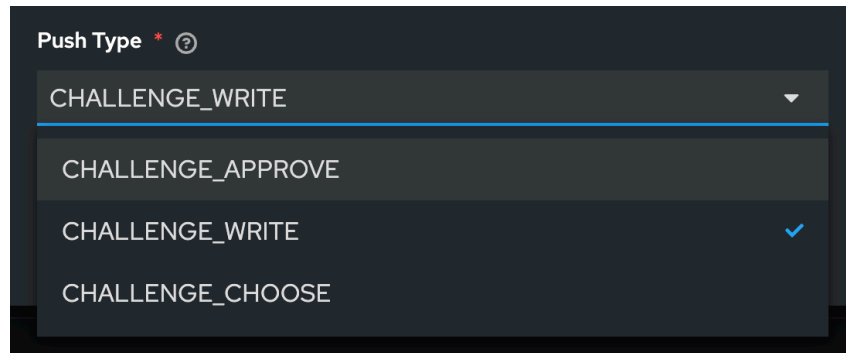 Push Type * ?
CHALLENGE_WRITE
CHALLENGE_APPROVE
CHALLENGE_WRITE
CHALLENGE_CHOOSE